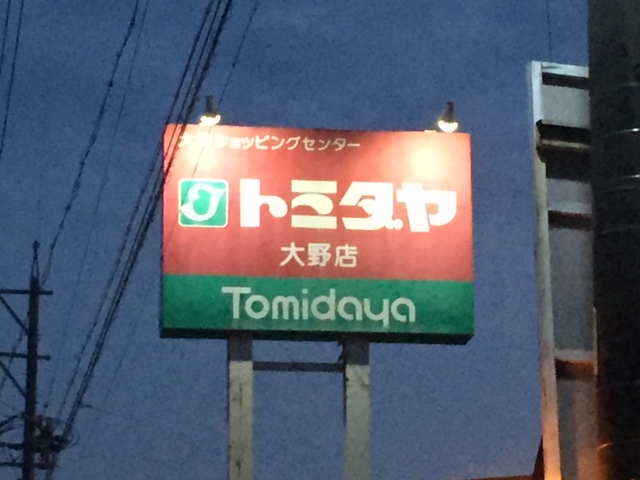 ショッピングセンター
トミダヤ
大野店
Tomidaya